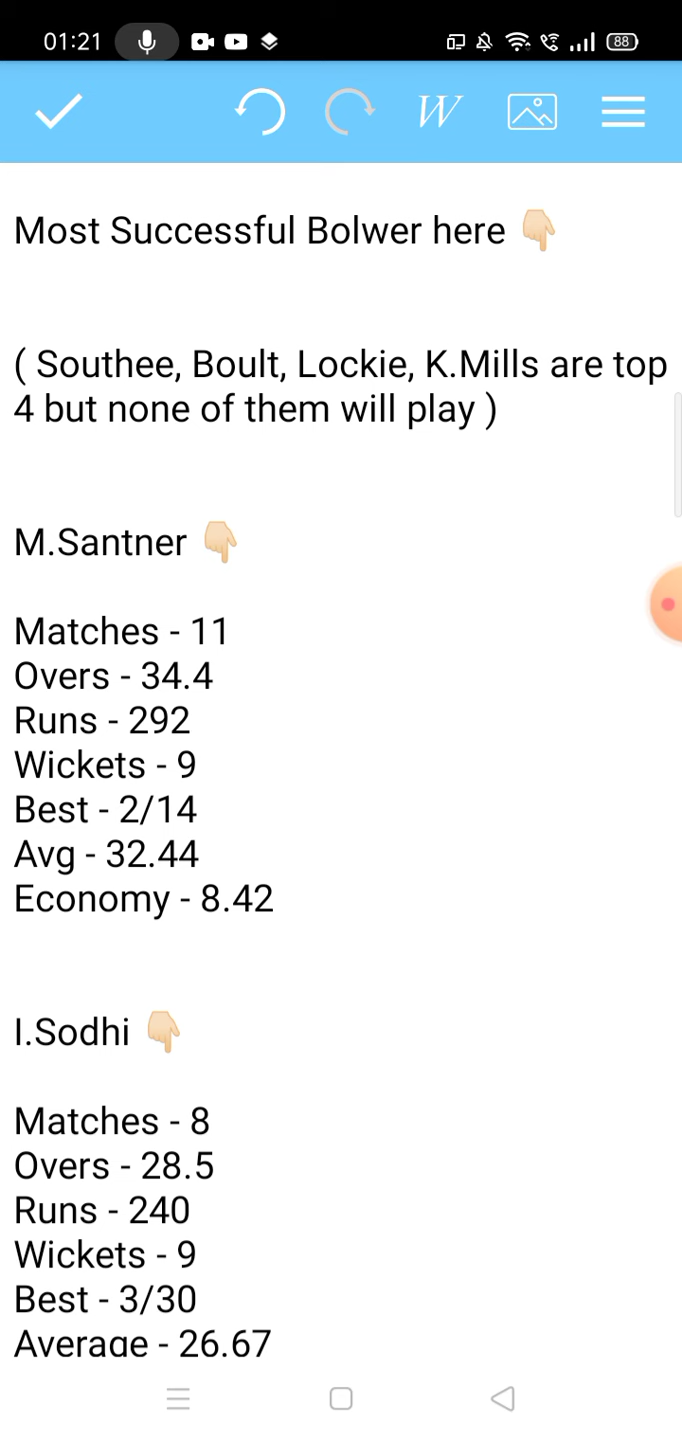 01:21
88
W
Most Successful Bolwer here 👇🏻
( Southee, Boult, Lockie, K.Mills are top
4 but none of them will play )
M.Santner 👇🏻
Matches - 11
Overs - 34.4
Runs - 292
Wickets - 9
Best - 2/14
Avg - 32.44
Economy - 8.42
I.Sodhi 👇🏻
Matches - 8
Overs - 28.5
Runs - 240
Wickets - 9
Best - 3/30
Average - 26.67